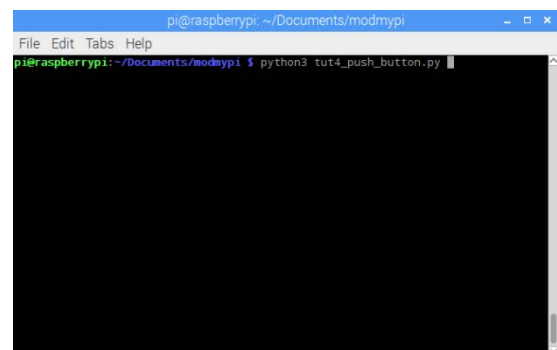 pi@raspberrypi: ~/Documents/modmypi
File Edit Tabs Help
pi@raspberrypi:~/Documents/modmypi $ python3 tut4_push_button.py